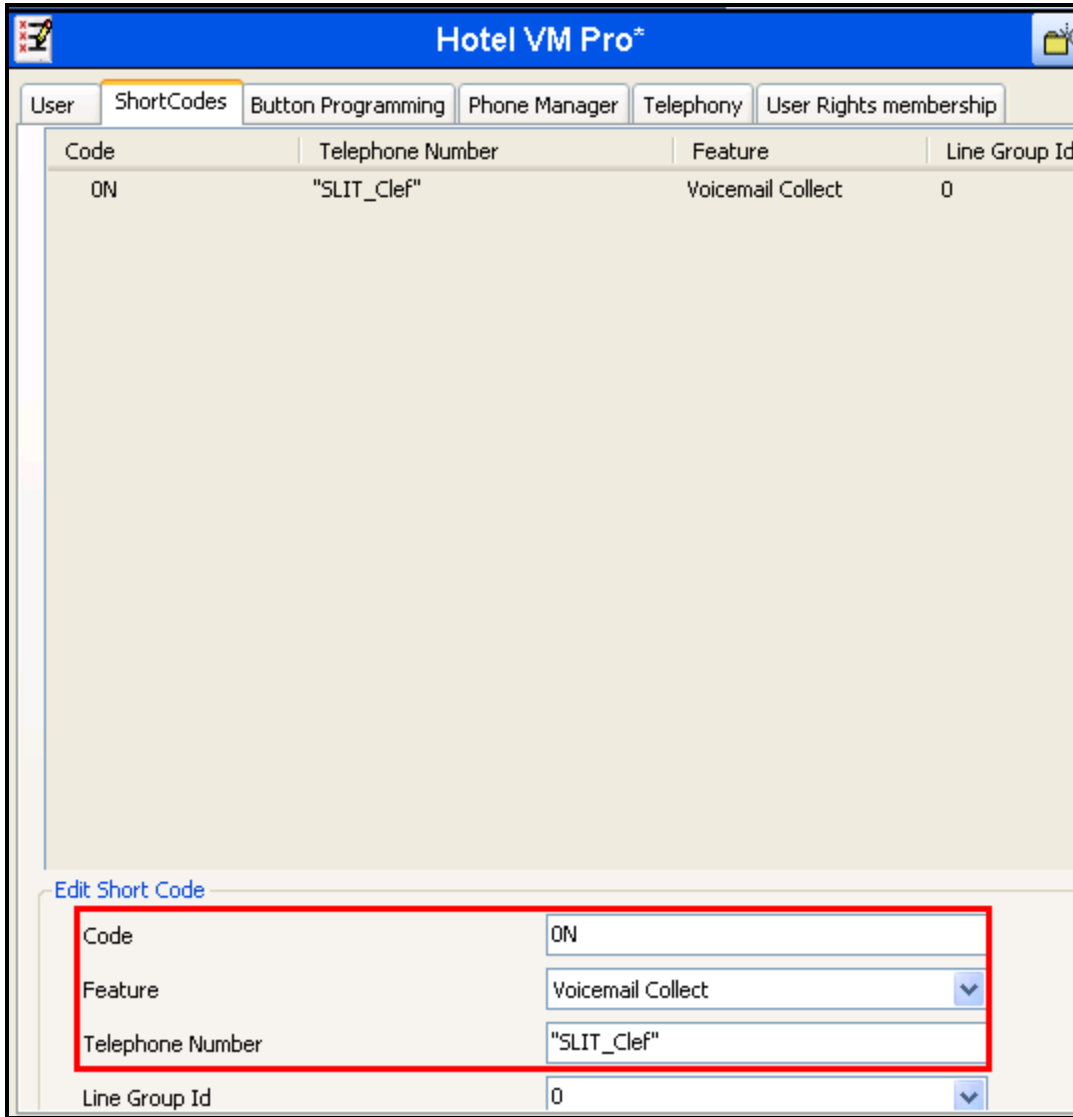 Hotel VM Pro*
User ShortCodes Button Programming Phone Manager Telephony User Rights membership
Code Telephone Number Feature Line Group Id
0N "SLIT_Clef" Voicemail Collect 0
Edit Short Code
Code 0N
Feature Voicemail Collect
Telephone Number "SLIT_Clef"
Line Group Id 0